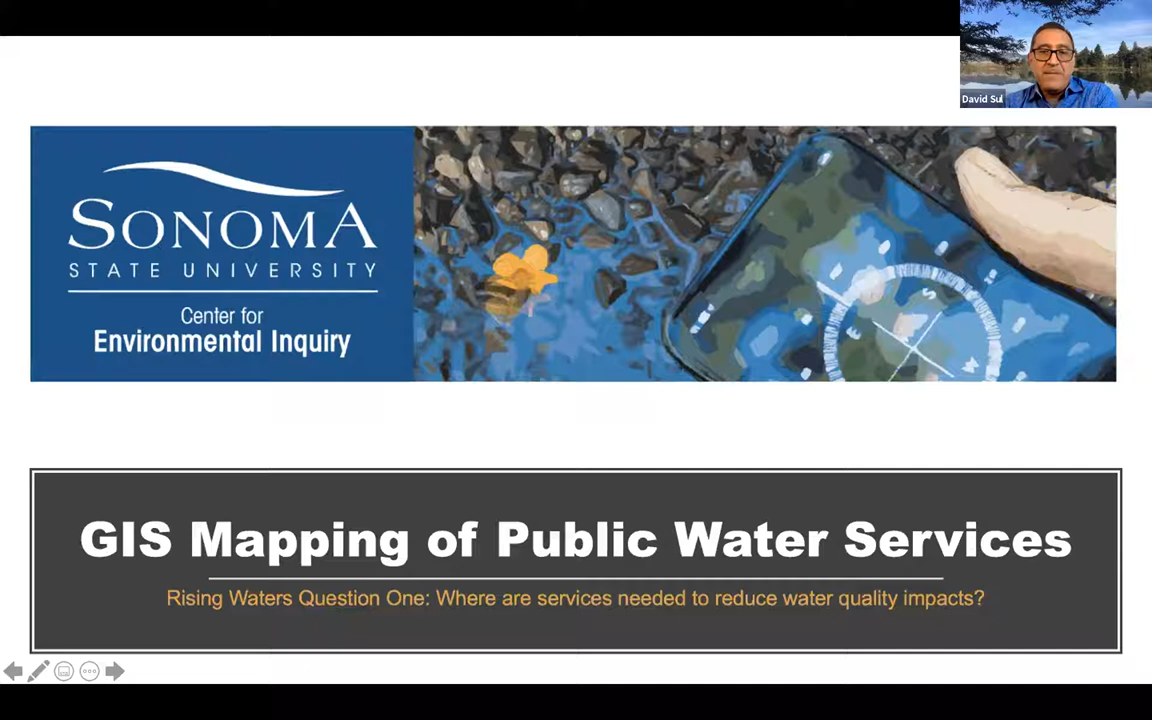 David Sul
SONOMA
STATE UNIVERSITY
Center for
Environmental Inquiry
S
E
W
GIS Mapping of Public Water Services
Rising Waters Question One: Where are services needed to reduce water quality impacts?